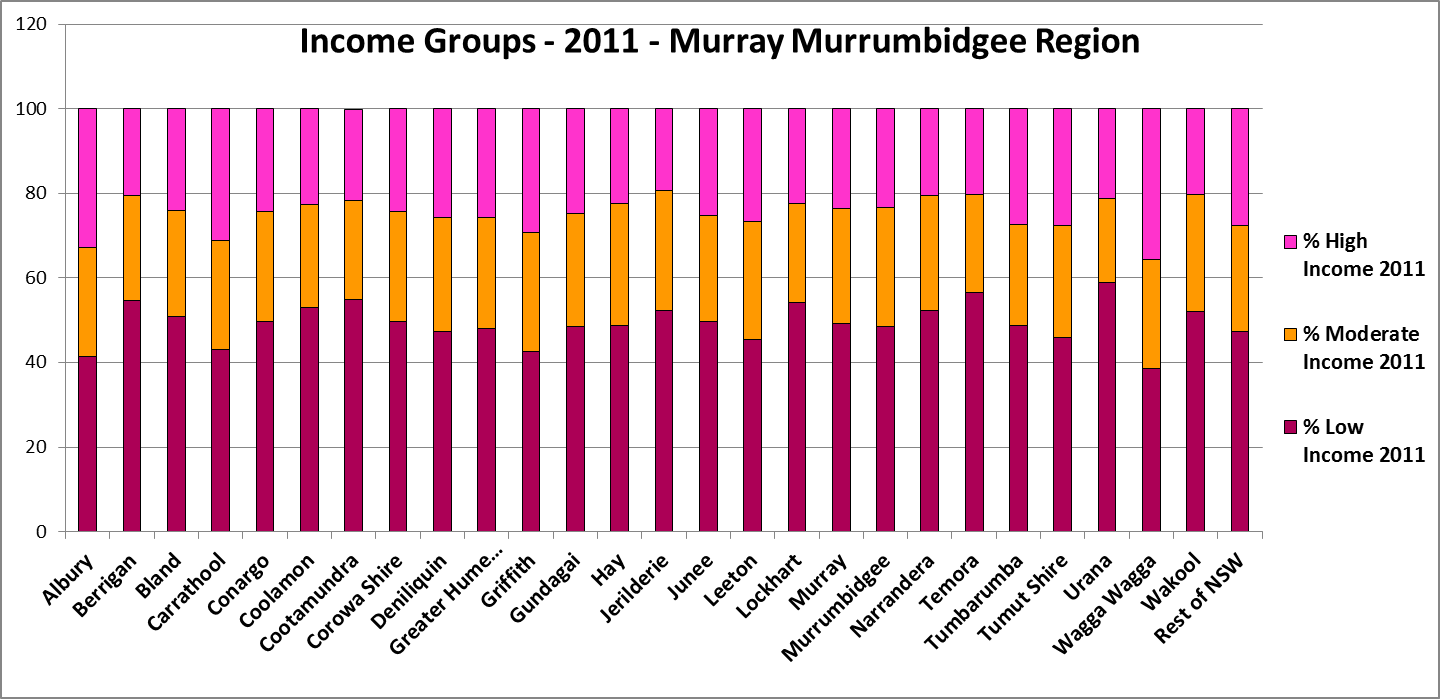 Income Groups - 2011 - Murray Murrumbidgee Region
120
100
80
60
40
20
0
Albury
Berrigan
Bland
Carrathool
Conargo
Coolamon
Cootamundra
Corowa Shire
Deniliquin
Greater Hume...
Griffith
Gundagai
Hay
Jerilderie
Junee
Leeton
Lockhart
Murray
Murrumbidgee
Narrandera
Temora
Tumbarumba
Tumut Shire
Urana
Wagga Wagga
Wakool
Rest of NSW
% High
Income 2011
% Moderate
Income 2011
% Low
Income 2011